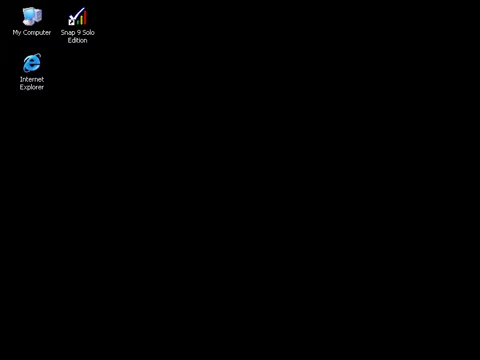 My Computer
Snap 9 Solo
Edition
Internet
Explorer